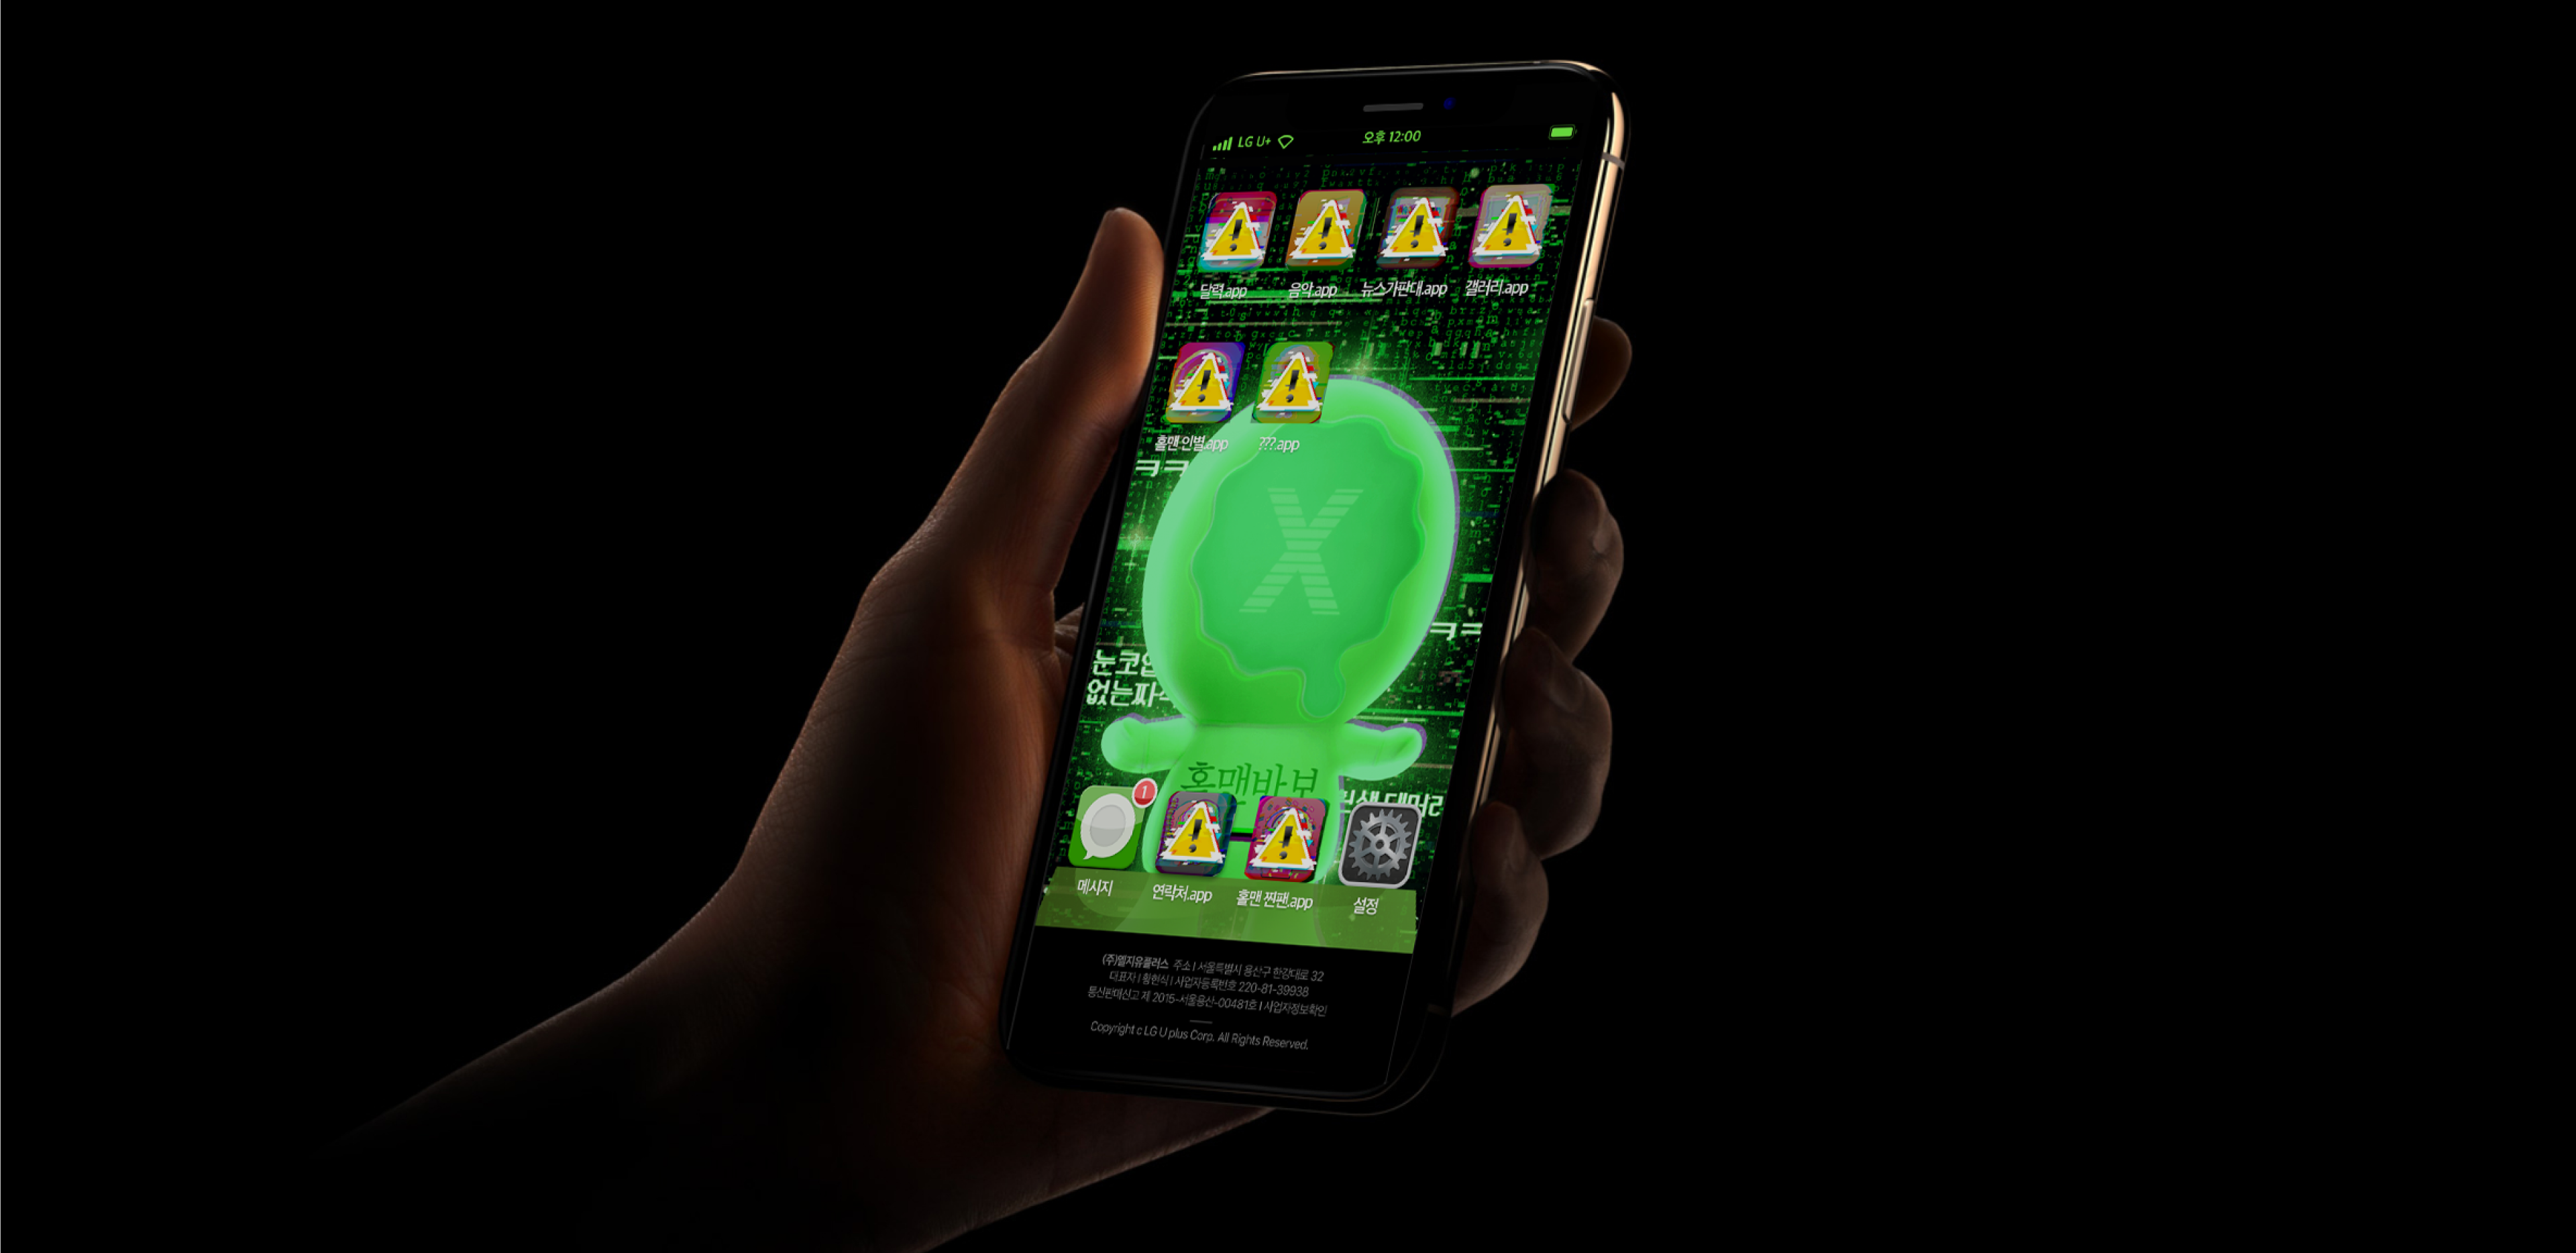 LG U+
오후 12:00
달력.app
음악.app
뉴스가판대.app
갤러리.app
홀맨 인별.app
???.app
ㅋㅋ
X
ㅋㅋ
눈코입
없는짜식
홀맨바보
1
메시지
연락처.app
홀맨 찐팬.app
설정
(주)엘지유플러스 주소 | 서울특별시 용산구 한강대로 32
대표자 | 황현식 | 사업자등록번호 220-81-39938
통신판매신고 제 2015-서울용산-00481호 | 사업자정보확인
Copyright c LG U plus Corp. All Rights Reserved.